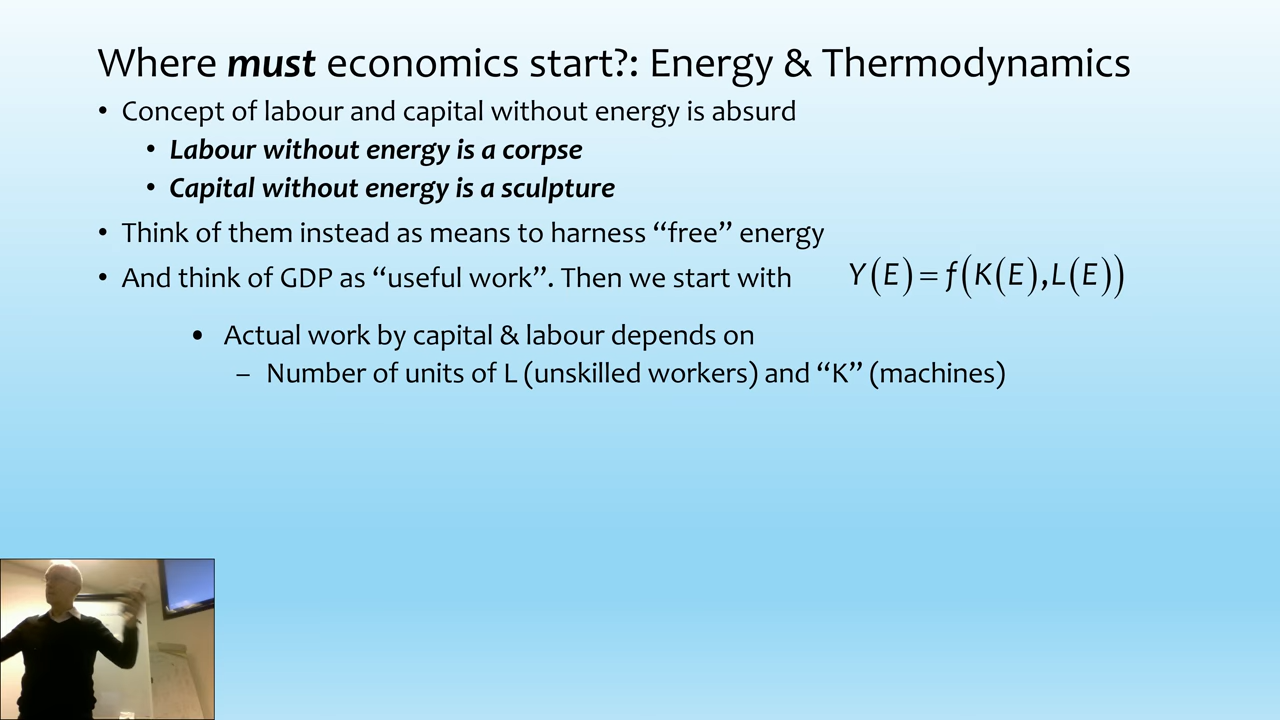 Where must economics start?: Energy & Thermodynamics
• Concept of labour and capital without energy is absurd
• Labour without energy is a corpse
• Capital without energy is a sculpture
• Think of them instead as means to harness “free” energy
• And think of GDP as “useful work”. Then we start with Y(E)=f(K(E),L(E))
• Actual work by capital & labour depends on
– Number of units of L (unskilled workers) and “K” (machines)